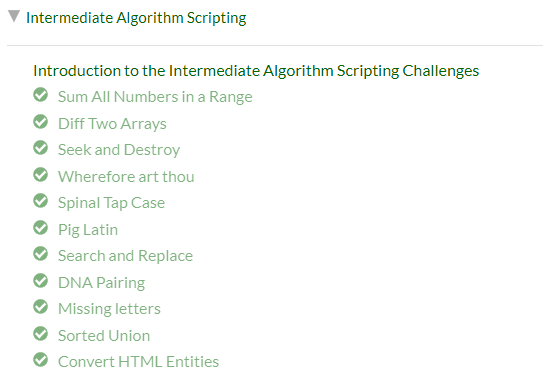 Intermediate Algorithm Scripting
Introduction to the Intermediate Algorithm Scripting Challenges
Sum All Numbers in a Range
Diff Two Arrays
Seek and Destroy
Wherefore art thou
Spinal Tap Case
Pig Latin
Search and Replace
DNA Pairing
Missing letters
Sorted Union
Convert HTML Entities